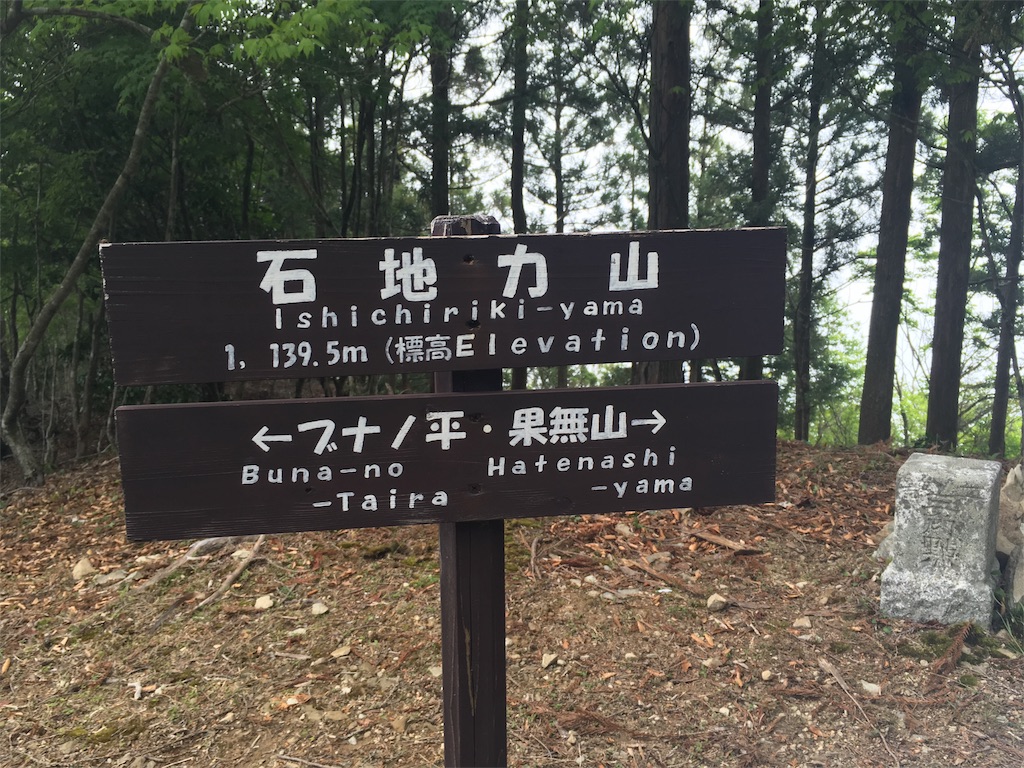 石地力山
Ishichiriki-yama
1,139.5m (標高Elevation)
←ブナノ平・果無山→
Buna-no Hatenashi
-Taira -yama